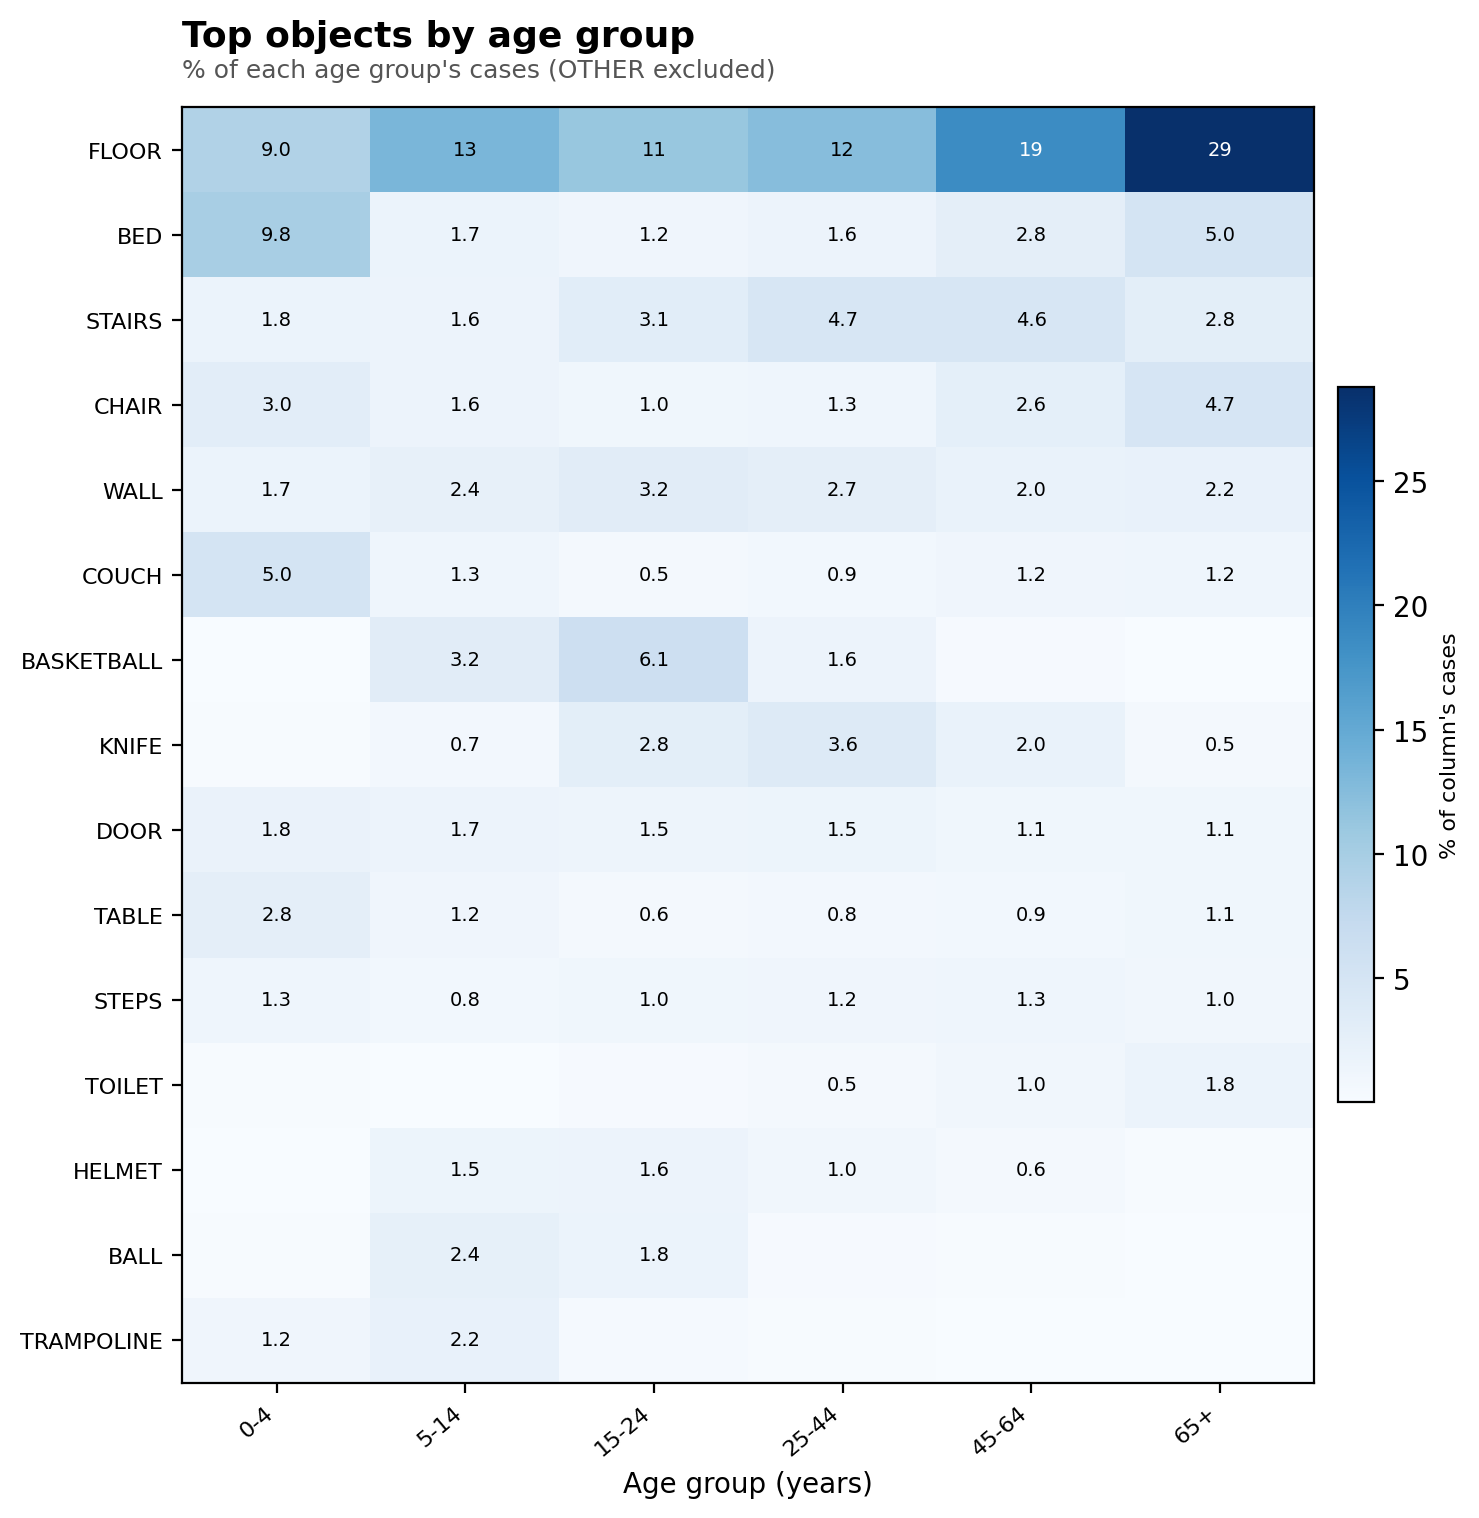 Top objects by age group
% of each age group's cases (OTHER excluded)
FLOOR 9.0 13 11 12 19 29
BED 9.8 1.7 1.2 1.6 2.8 5.0
STAIRS 1.8 1.6 3.1 4.7 4.6 2.8
CHAIR 3.0 1.6 1.0 1.3 2.6 4.7
WALL 1.7 2.4 3.2 2.7 2.0 2.2
COUCH 5.0 1.3 0.5 0.9 1.2 1.2
BASKETBALL 3.2 6.1 1.6
KNIFE 0.7 2.8 3.6 2.0 0.5
DOOR 1.8 1.7 1.5 1.5 1.1 1.1
TABLE 2.8 1.2 0.6 0.8 0.9 1.1
STEPS 1.3 0.8 1.0 1.2 1.3 1.0
TOILET 0.5 1.0 1.8
HELMET 1.5 1.6 1.0 0.6
BALL 2.4 1.8
TRAMPOLINE 1.2 2.2
0-4 5-14 15-24 25-44 45-64 65+
Age group (years)
25
20
15
10
5
% of column's cases